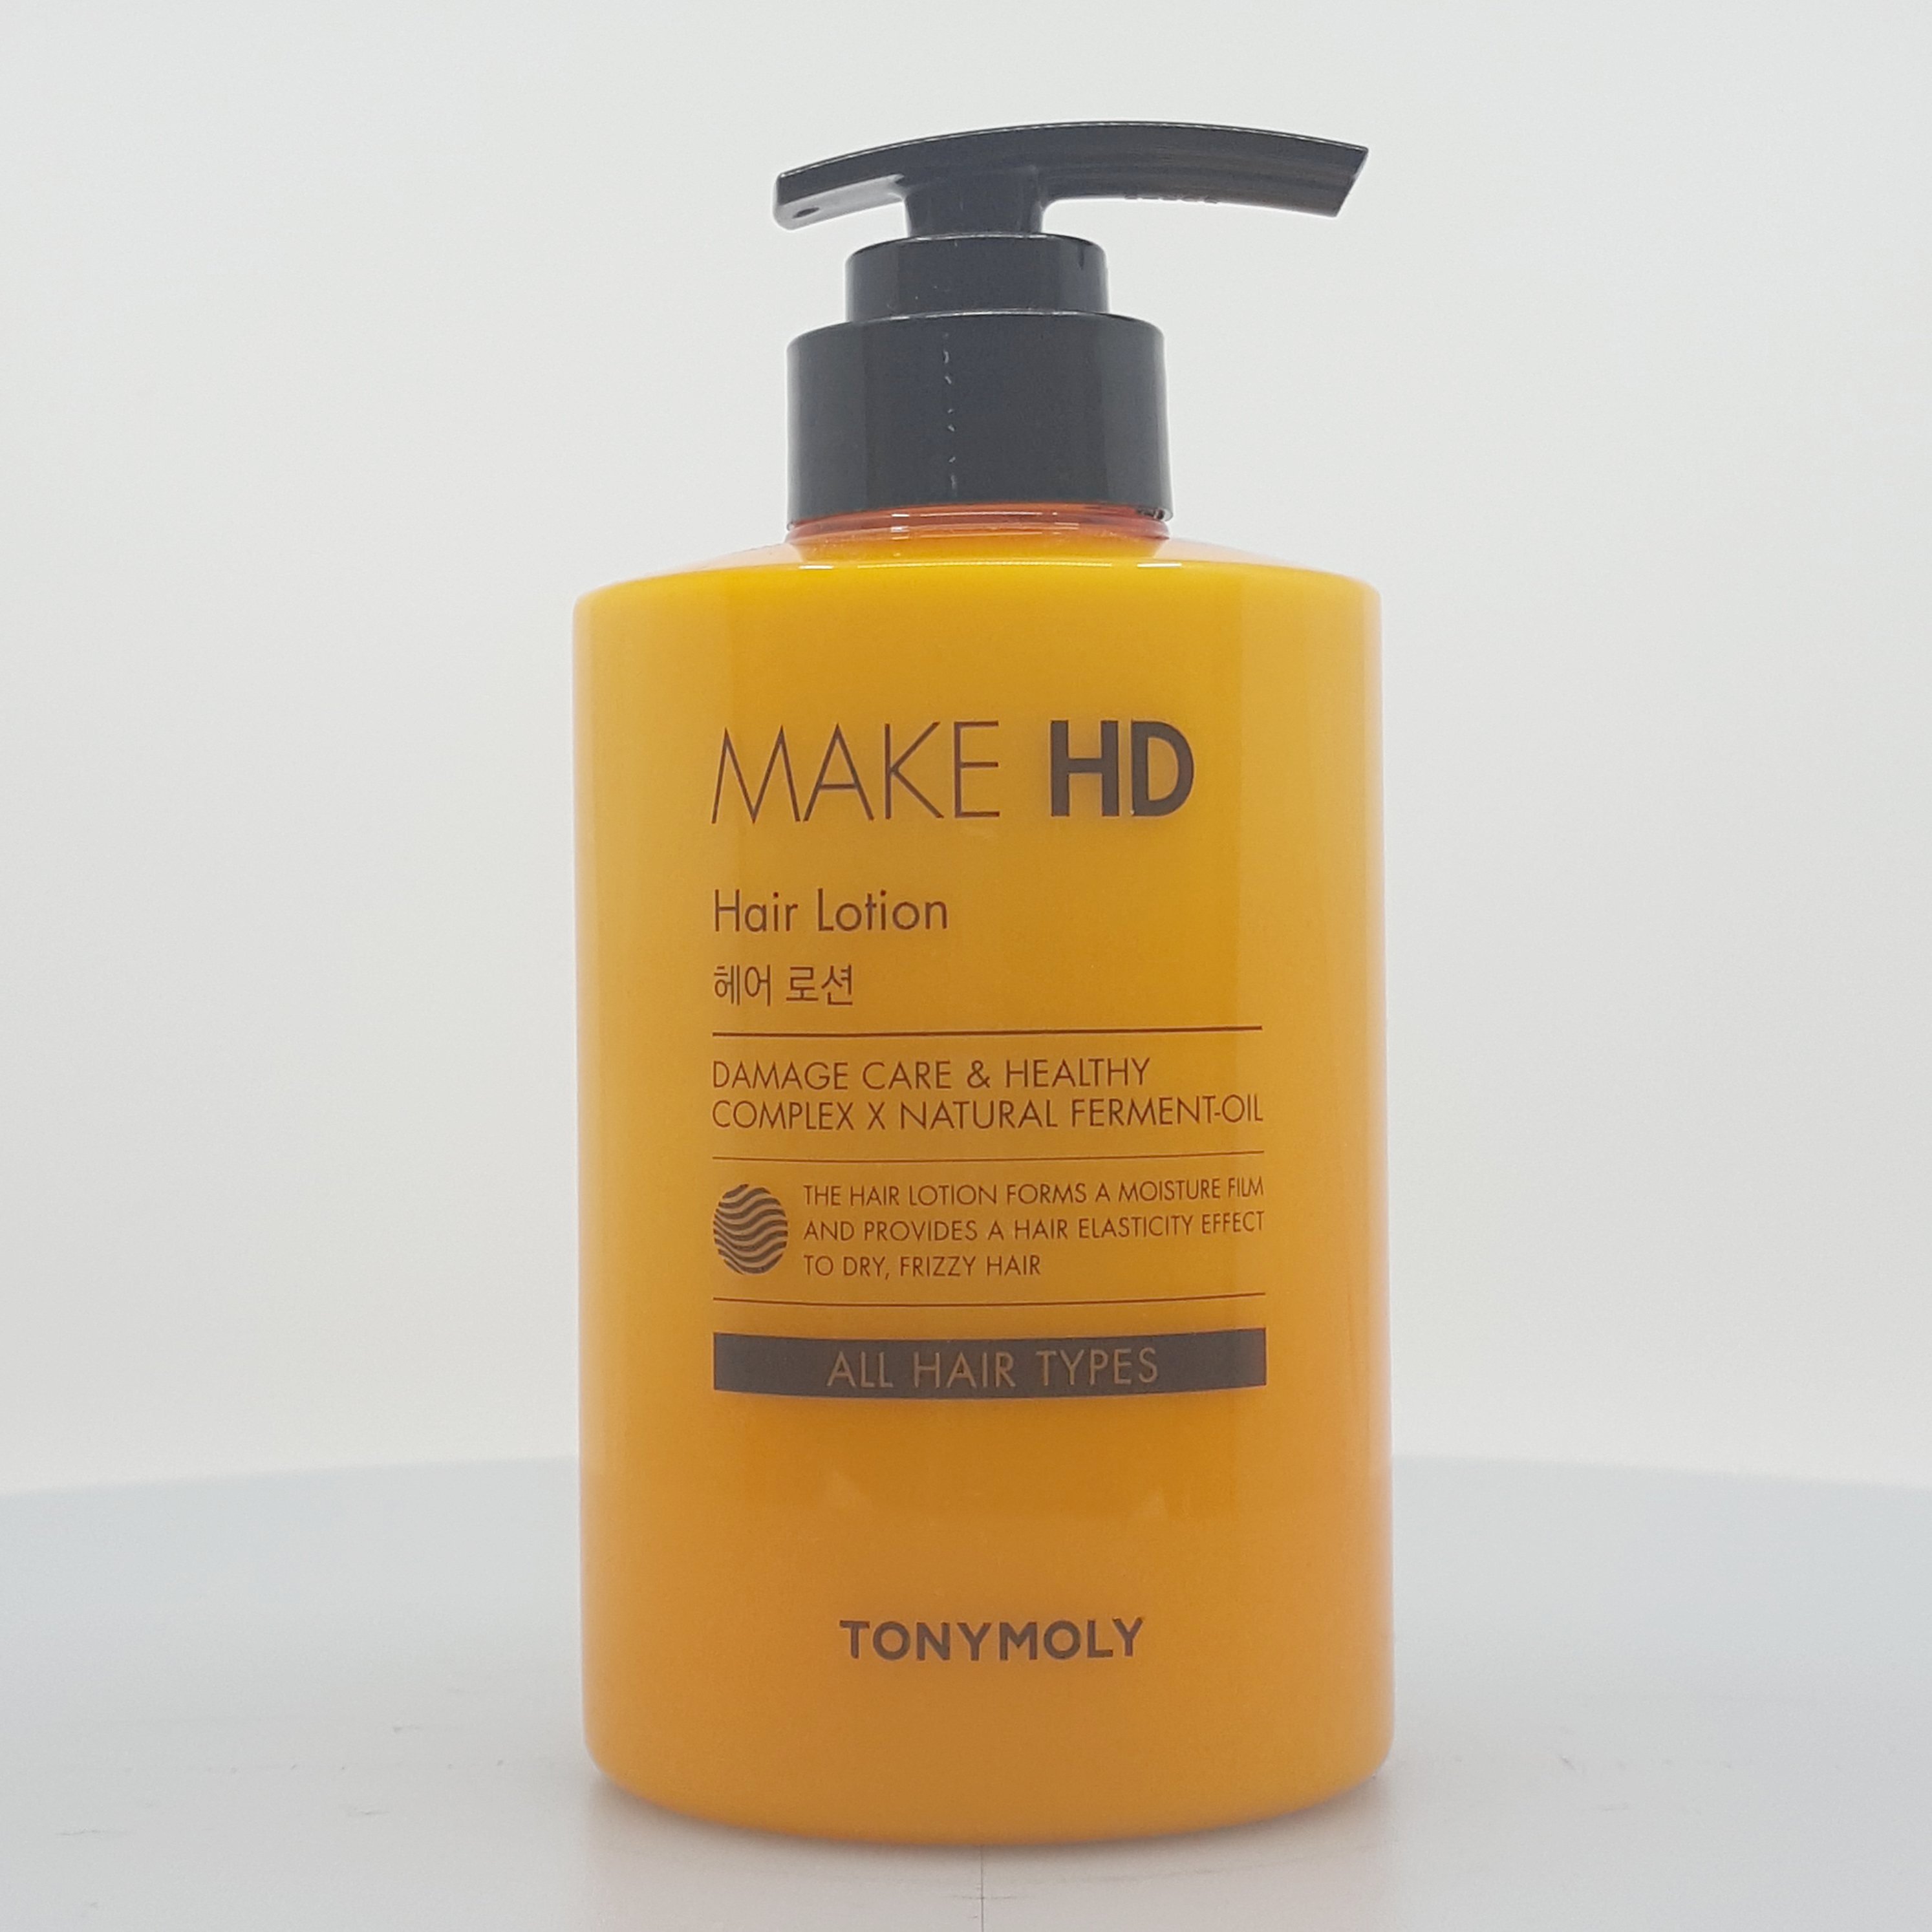 MAKE HD
Hair Lotion
헤어 로션
DAMAGE CARE & HEALTHY
COMPLEX X NATURAL FERMENT-OIL
THE HAIR LOTION FORMS A MOISTURE FILM
AND PROVIDES A HAIR ELASTICITY EFFECT
TO DRY, FRIZZY HAIR
ALL HAIR TYPES
TONYMOLY